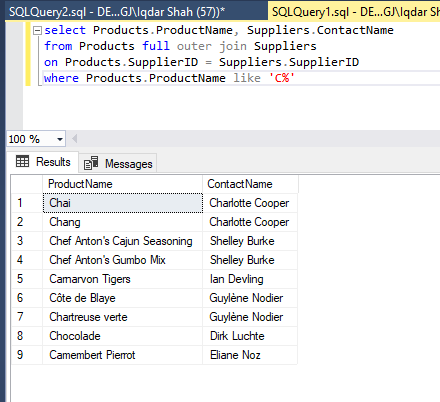 SQLQuery2.sql - DE...GJ\Iqdar Shah (57))* SQLQuery1.sql - DE...GJ\Iqdar Sha
select Products.ProductName, Suppliers.ContactName
from Products full outer join Suppliers
on Products.SupplierID = Suppliers.SupplierID
where Products.ProductName like 'C%'
100 %
Results Messages
ProductName ContactName
1 Chai Charlotte Cooper
2 Chang Charlotte Cooper
3 Chef Anton's Cajun Seasoning Shelley Burke
4 Chef Anton's Gumbo Mix Shelley Burke
5 Carnarvon Tigers Ian Devling
6 Côte de Blaye Guylène Nodier
7 Chartreuse verte Guylène Nodier
8 Chocolade Dirk Luchte
9 Camembert Pierrot Eliane Noz